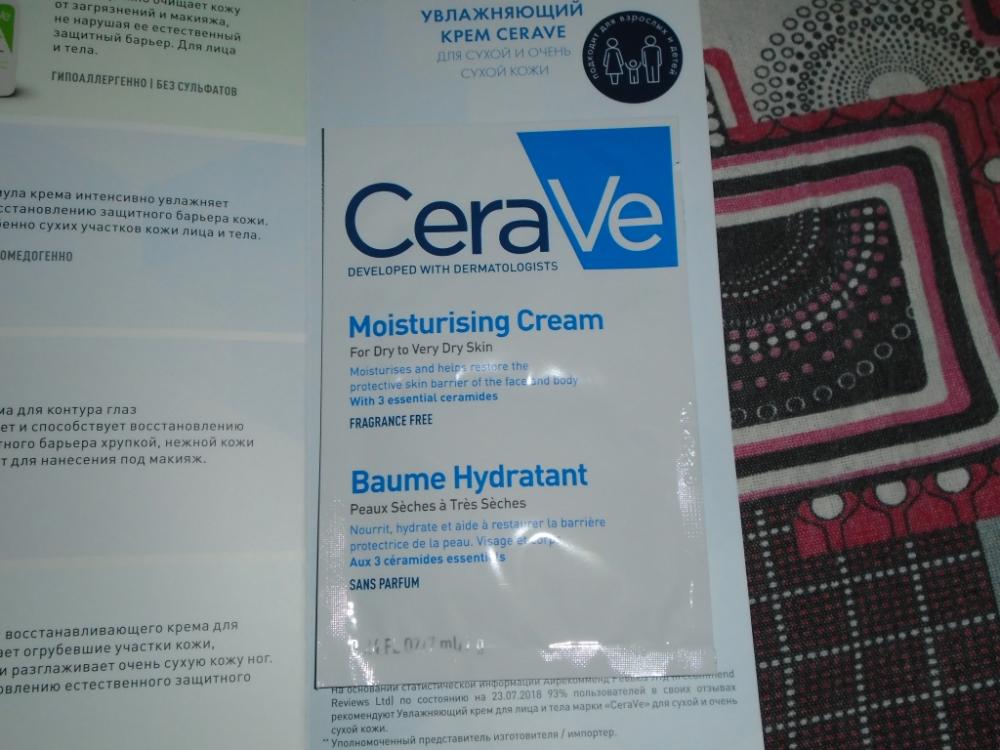 очищает кожу
от загрязнений и макияжа,
не нарушая ее естественный
защитный барьер. Для лица
и тела.
ГИПОАЛЛЕРГЕННО | БЕЗ СУЛЬФАТОВ
крема интенсивно увлажняет
защитного барьера кожи.
сухих участков кожи лица и тела.
для контура глаз
и способствует восстановлению
барьера хрупкой, нежной кожи
для нанесения под макияж.
восстанавливающего крема для
огрубевшие участки кожи,
и разглаживает очень сухую кожу ног.
естественного защитного
УВЛАЖНЯЮЩИЙ
КРЕМ CERAVE
ДЛЯ СУХОЙ И ОЧЕНЬ
СУХОЙ КОЖИ
подходит для взрослых и детей
CeraVe
DEVELOPED WITH DERMATOLOGISTS
Moisturising Cream
For Dry to Very Dry Skin
Moisturises and helps restore the
protective skin barrier of the face and body
With 3 essential ceramides
FRAGRANCE FREE
Baume Hydratant
Peaux Sèches à Très Sèches
Nourrit, hydrate et aide à restaurer la barrière
protectrice de la peau. Visage et corps
Aux 3 céramides essentiels
SANS PARFUM
FL OZ/7 mL
На основании статистической информации
Reviews Ltd) по состоянию на 23.07.2018 93% пользователей в своих отзывах
рекомендуют Увлажняющий крем для лица и тела марки «CeraVe» для сухой и очень
сухой кожи.
** Уполномоченный представитель изготовителя / импортер.